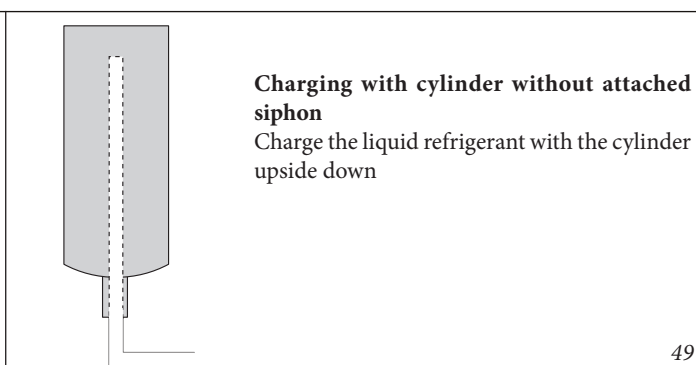 Charging with cylinder without attached
siphon
Charge the liquid refrigerant with the cylinder
upside down
49